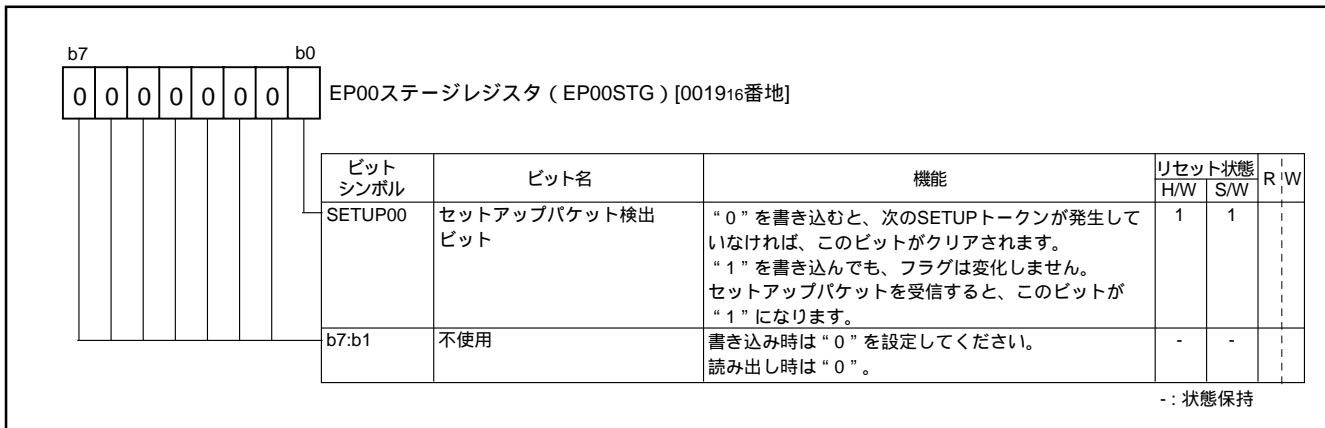 b7 b0
0 0 0 0 0 0 0 EP00ステージレジスタ（EP00STG）[001916番地]
ビット
シンボル ビット名 機能 リセット状態 R W
H/W S/W
SETUP00 セットアップパケット検出 “0”を書き込むと、次のSETUPトークンが発生して 1 1
ビット いなければ、このビットがクリアされます。
“1”を書き込んでも、フラグは変化しません。
セットアップパケットを受信すると、このビットが
“1”になります。
b7:b1 不使用 書き込み時は“0”を設定してください。 - -
読み出し時は“0”。
- : 状態保持